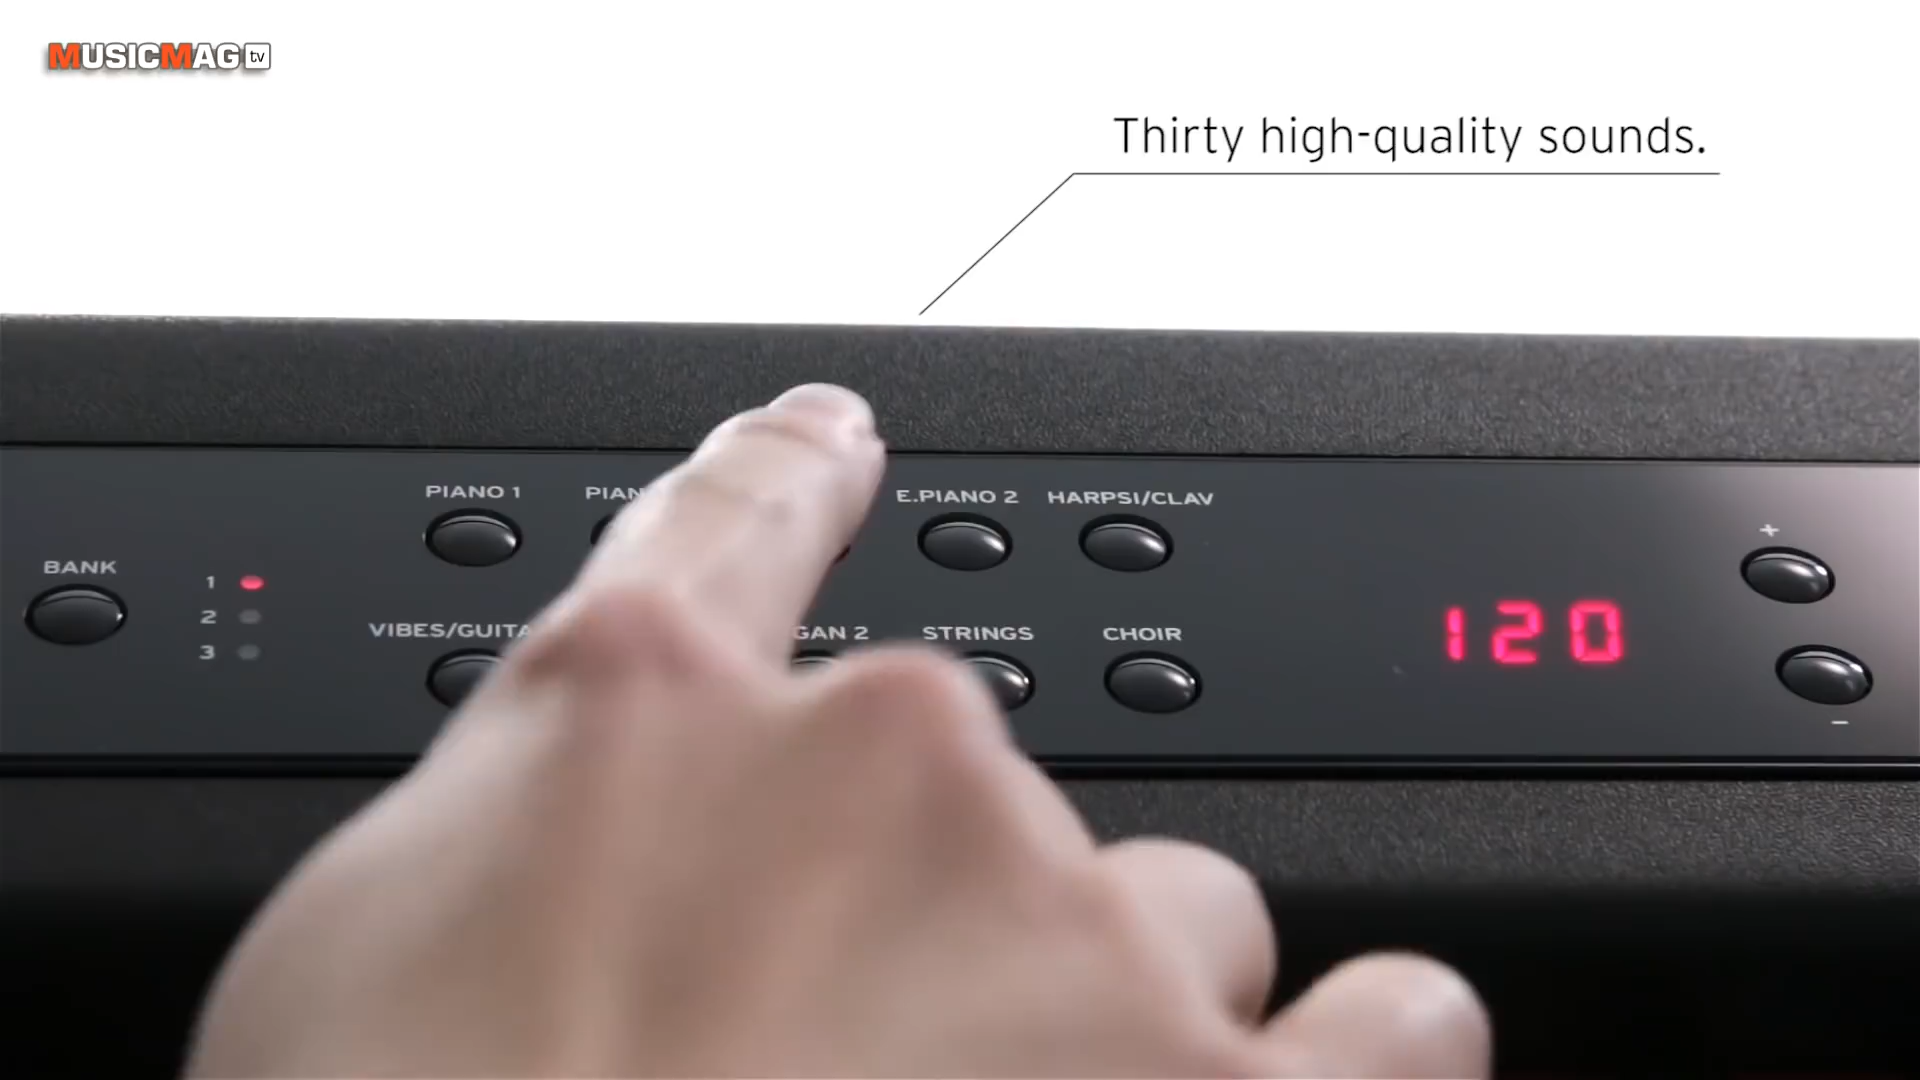 MUSICMAG tv
Thirty high-quality sounds.
PIANO 1 E.PIANO 2 HARPSI/CLAV
+
BANK
1
2
3
120
STRINGS CHOIR
−